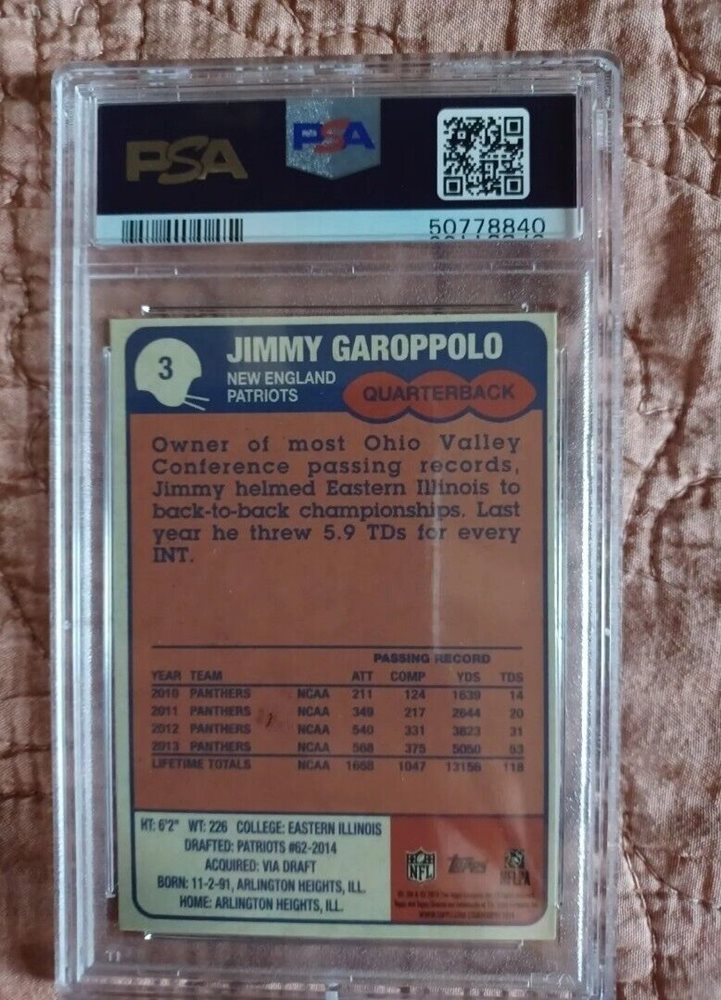 PSA PSA
50778840
3 JIMMY GAROPPOLO
NEW ENGLAND
PATRIOTS
QUARTERBACK
Owner of most Ohio Valley
Conference passing records,
Jimmy helmed Eastern Illinois to
back-to-back championships. Last
year he threw 5.9 TDs for every
INT.
PASSING RECORD
YEAR TEAM ATT COMP YDS TDS
2010 PANTHERS NCAA 211 124 1639 14
2011 PANTHERS NCAA 349 217 2644 20
2012 PANTHERS NCAA 540 331 3823 31
2013 PANTHERS NCAA 568 375 5050 53
LIFETIME TOTALS NCAA 1668 1047 13156 118
HT: 6'2" WT: 226 COLLEGE: EASTERN ILLINOIS
DRAFTED: PATRIOTS #62-2014
ACQUIRED: VIA DRAFT
BORN: 11-2-91, ARLINGTON HEIGHTS, ILL.
HOME: ARLINGTON HEIGHTS, ILL.
NFL Topps NFLPA